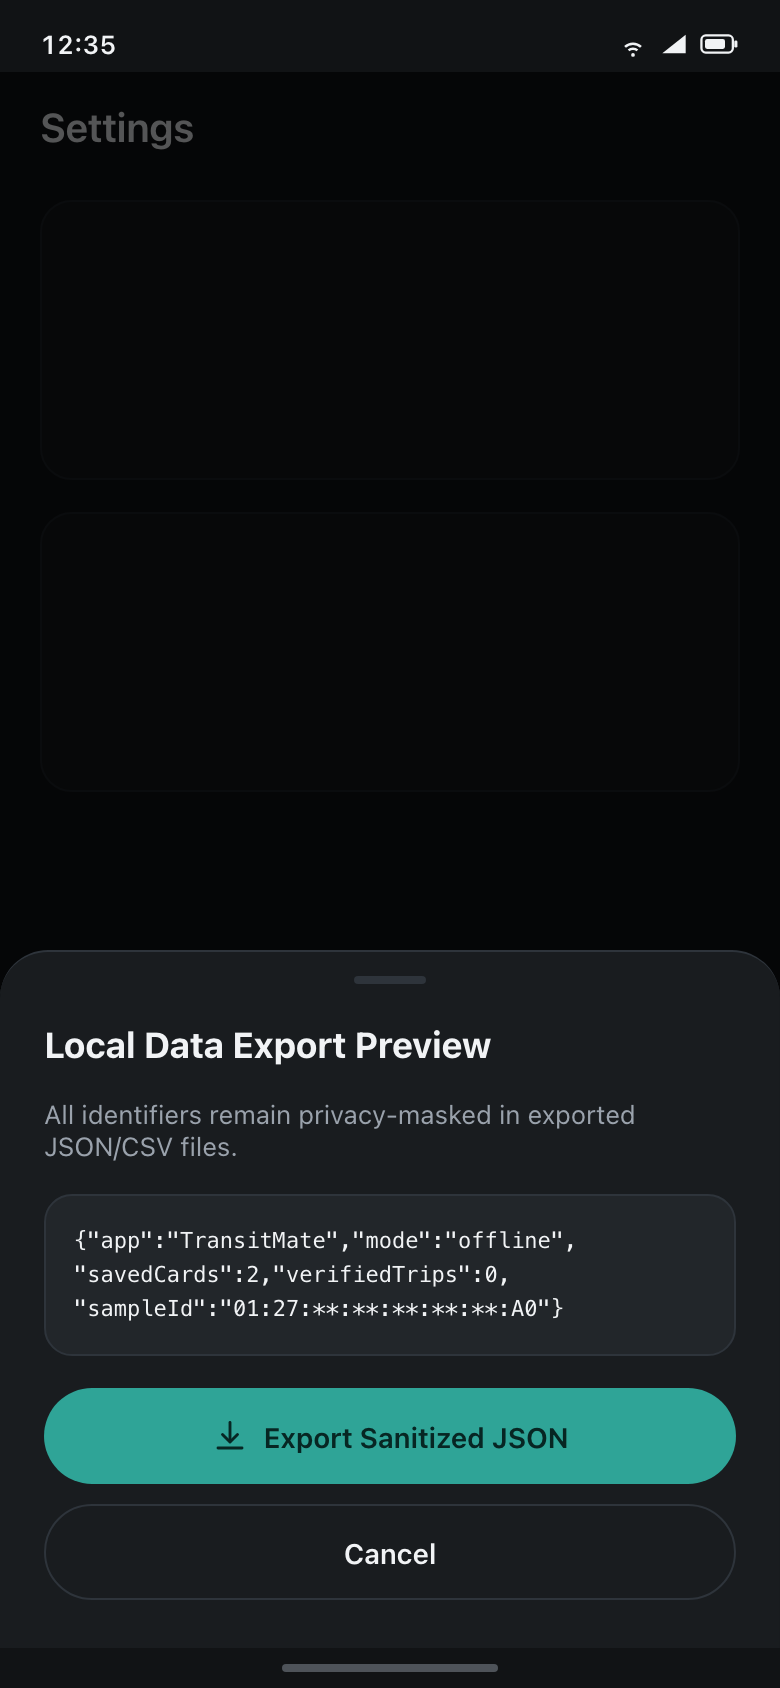 12:35
Settings
Local Data Export Preview
All identifiers remain privacy-masked in exported
JSON/CSV files.
{"app":"TransitMate","mode":"offline",
"savedCards":2,"verifiedTrips":0,
"sampleId":"01:27:**:**:**:**:**:A0"}
Export Sanitized JSON
Cancel